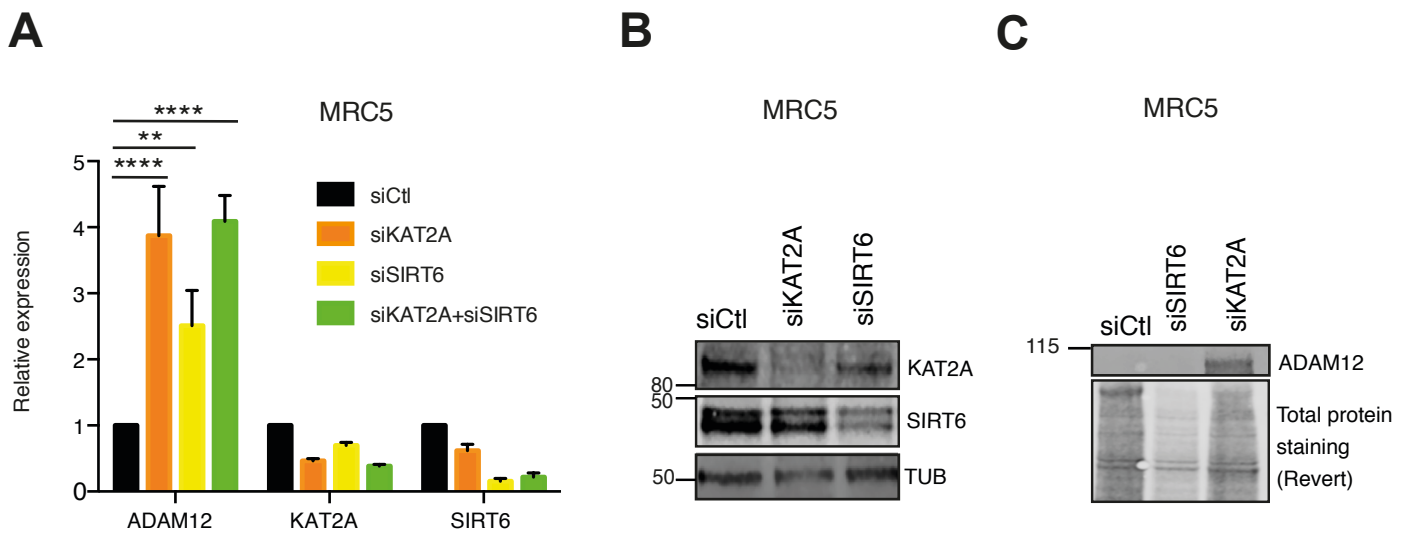 A
B
C
MRC5
MRC5
MRC5
****
**
****
5
4
3
2
1
0
Relative expression
siCtl
siKAT2A
siSIRT6
siKAT2A+siSIRT6
ADAM12
KAT2A
SIRT6
siCtl
siKAT2A
siSIRT6
KAT2A
80
50
SIRT6
50
TUB
siCtl
siSIRT6
siKAT2A
115
ADAM12
Total protein
staining
(Revert)